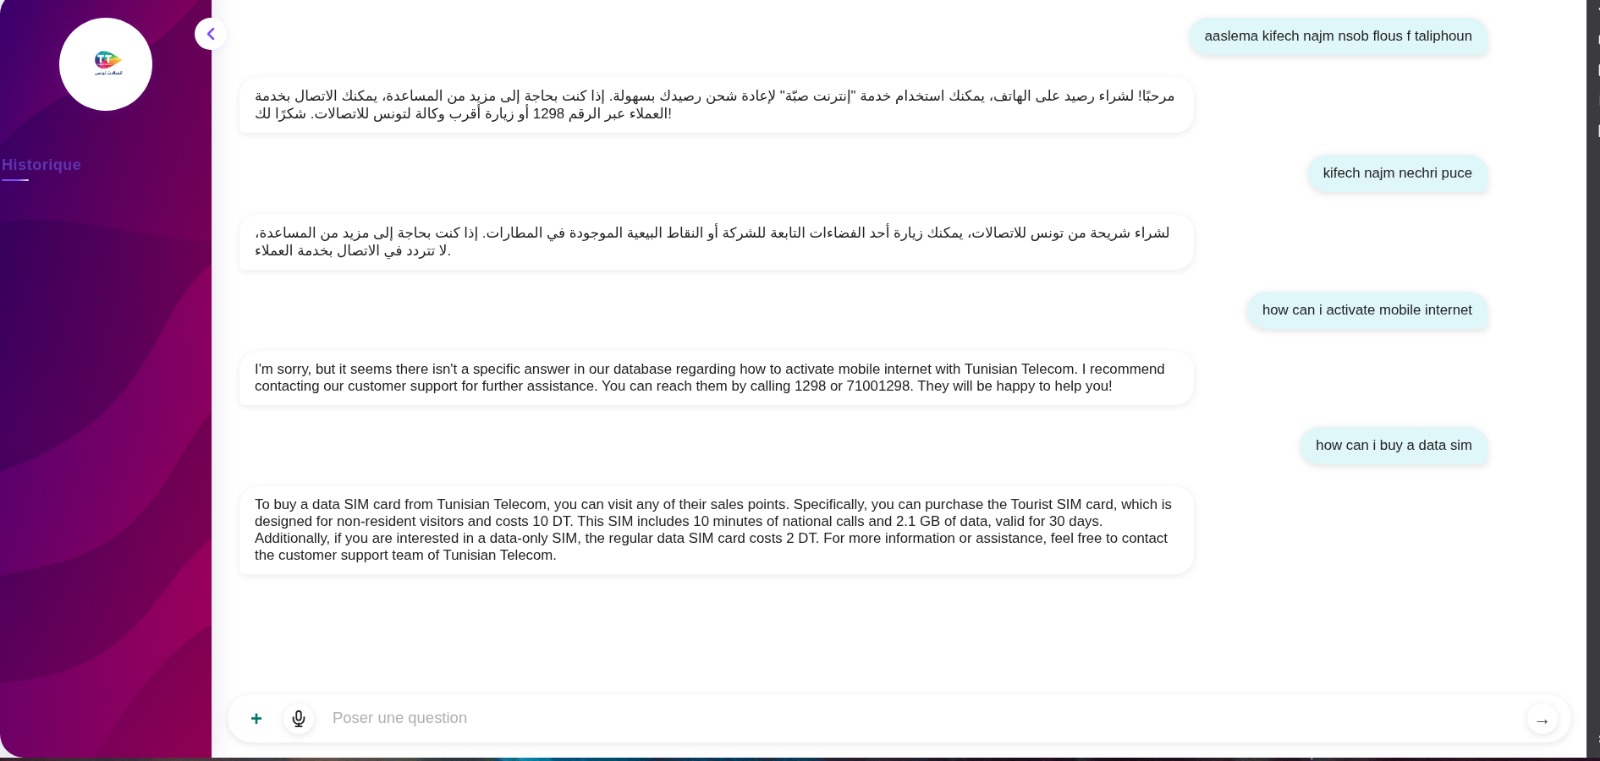 TT
اتصالات تونس
Historique
aaslema kifech najm nsob flous f taliphoun
مرحبًا! لشراء رصيد على الهاتف، يمكنك استخدام خدمة "إنترنت صبّة" لإعادة شحن رصيدك بسهولة. إذا كنت بحاجة إلى مزيد من المساعدة، يمكنك الاتصال بخدمة
العملاء عبر الرقم 1298 أو زيارة أقرب وكالة لتونس للاتصالات. شكرًا لك!
kifech najm nechri puce
لشراء شريحة من تونس للاتصالات، يمكنك زيارة أحد الفضاءات التابعة للشركة أو النقاط البيعية الموجودة في المطارات. إذا كنت بحاجة إلى مزيد من المساعدة،
لا تتردد في الاتصال بخدمة العملاء.
how can i activate mobile internet
I'm sorry, but it seems there isn't a specific answer in our database regarding how to activate mobile internet with Tunisian Telecom. I recommend
contacting our customer support for further assistance. You can reach them by calling 1298 or 71001298. They will be happy to help you!
how can i buy a data sim
To buy a data SIM card from Tunisian Telecom, you can visit any of their sales points. Specifically, you can purchase the Tourist SIM card, which is
designed for non-resident visitors and costs 10 DT. This SIM includes 10 minutes of national calls and 2.1 GB of data, valid for 30 days.
Additionally, if you are interested in a data-only SIM, the regular data SIM card costs 2 DT. For more information or assistance, feel free to contact
the customer support team of Tunisian Telecom.
Poser une question